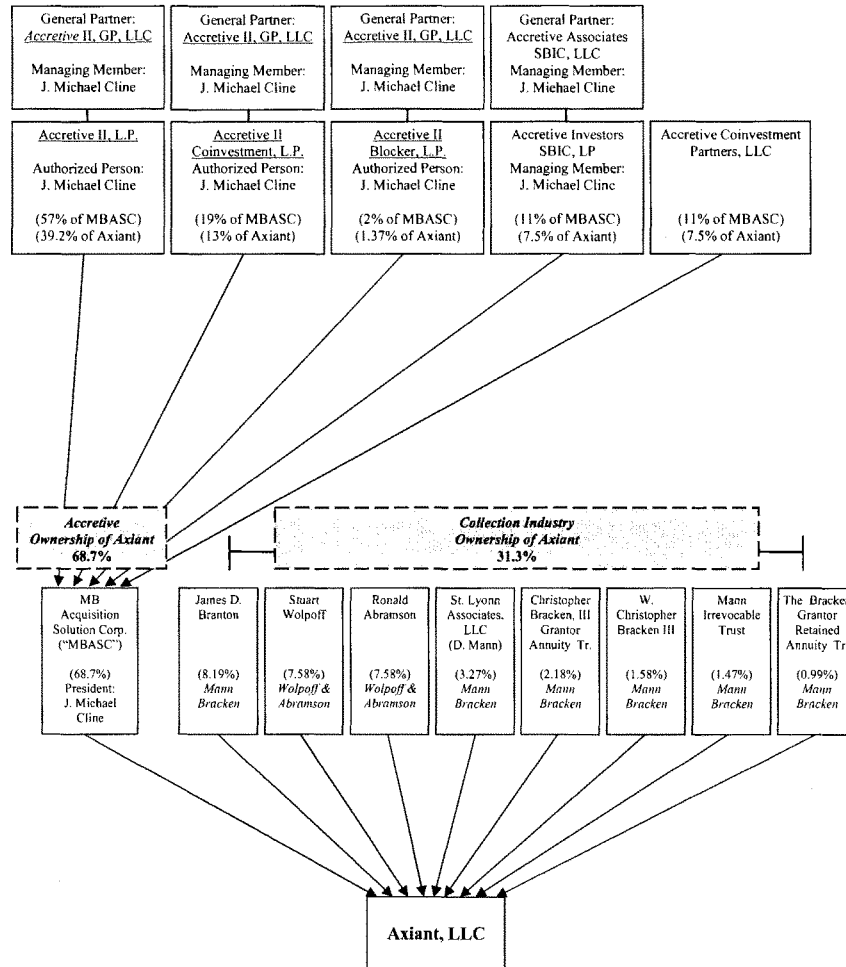 General Partner:
Accretive II, GP, LLC
Managing Member:
J. Michael Cline
General Partner:
Accretive II, GP, LLC
Managing Member:
J. Michael Cline
General Partner:
Accretive II, GP, LLC
Managing Member:
J. Michael Cline
General Partner:
Accretive Associates
SBIC, LLC
Managing Member:
J. Michael Cline
Accretive II, L.P.
Authorized Person:
J. Michael Cline
(57% of MBASC)
(39.2% of Axiant)
Accretive II
Coinvestment, L.P.
Authorized Person:
J. Michael Cline
(19% of MBASC)
(13% of Axiant)
Accretive II
Blocker, L.P.
Authorized Person:
J. Michael Cline
(2% of MBASC)
(1.37% of Axiant)
Accretive Investors
SBIC, LP
Managing Member:
J. Michael Cline
(11% of MBASC)
(7.5% of Axiant)
Accretive Coinvestment
Partners, LLC
(11% of MBASC)
(7.5% of Axiant)
Accretive
Ownership of Axiant
68.7%
Collection Industry
Ownership of Axiant
31.3%
MB
Acquisition
Solution Corp.
("MBASC")
(68.7%)
President:
J. Michael
Cline
James D.
Branton
(8.19%)
Mann
Bracken
Stuart
Wolpoff
(7.58%)
Wolpoff &
Abramson
Ronald
Abramson
(7.58%)
Wolpoff &
Abramson
St. Lyonn
Associates,
LLC
(D. Mann)
(3.27%)
Mann
Bracken
Christopher
Bracken, III
Grantor
Annuity Tr.
(2.18%)
Mann
Bracken
W.
Christopher
Bracken III
(1.58%)
Mann
Bracken
Mann
Irrevocable
Trust
(1.47%)
Mann
Bracken
The Bracken
Grantor
Retained
Annuity Tr.
(0.99%)
Mann
Bracken
Axiant, LLC